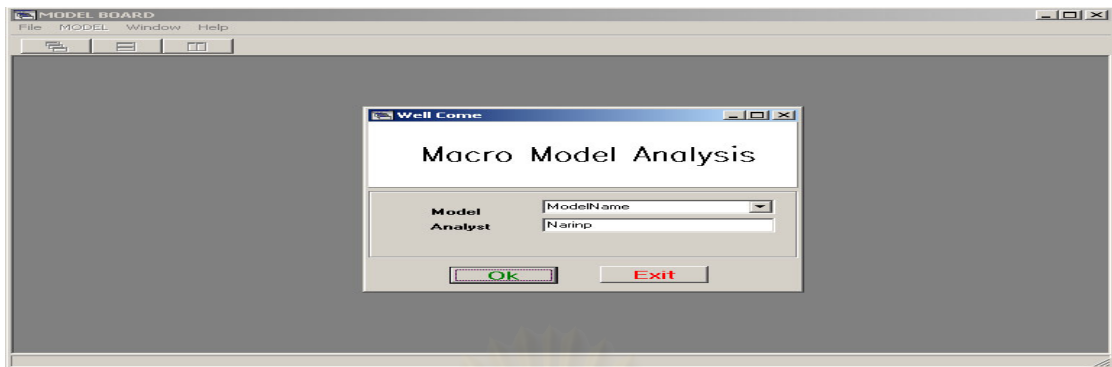 MODEL BOARD
File MODEL Window Help
Well Come
Macro Model Analysis
Model ModelName
Analyst Narinp
Ok Exit